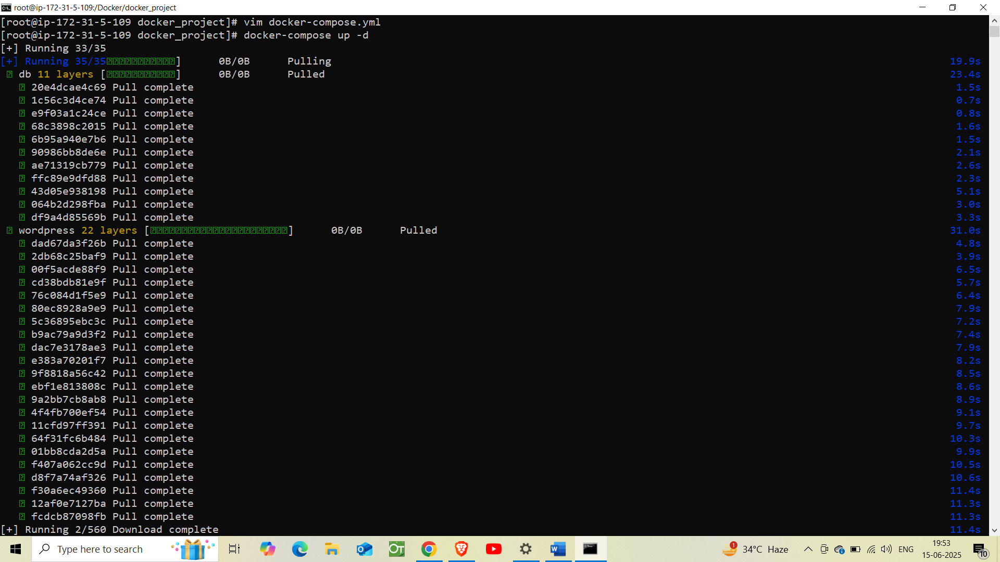 root@ip-172-31-5-109:/Docker/docker_project
[root@ip-172-31-5-109 docker_project]# vim docker-compose.yml
[root@ip-172-31-5-109 docker_project]# docker-compose up -d
[+] Running 33/35
[+] Running 35/35⍰⍰⍰⍰⍰⍰⍰⍰⍰⍰⍰] 0B/0B Pulling 19.9s
⍰ db 11 layers [⍰⍰⍰⍰⍰⍰⍰⍰⍰⍰⍰] 0B/0B Pulled 23.4s
⍰ 20e4dcae4c69 Pull complete 1.5s
⍰ 1c56c3d4ce74 Pull complete 0.7s
⍰ e9f03a1c24ce Pull complete 0.8s
⍰ 68c3898c2015 Pull complete 1.6s
⍰ 6b95a940e7b6 Pull complete 1.5s
⍰ 90986bb8de6e Pull complete 2.1s
⍰ ae71319cb779 Pull complete 2.6s
⍰ ffc89e9dfd88 Pull complete 2.3s
⍰ 43d05e938198 Pull complete 5.1s
⍰ 064b2d298fba Pull complete 3.0s
⍰ df9a4d85569b Pull complete 3.3s
⍰ wordpress 22 layers [⍰⍰⍰⍰⍰⍰⍰⍰⍰⍰⍰⍰⍰⍰⍰⍰⍰⍰⍰⍰⍰⍰] 0B/0B Pulled 31.0s
⍰ dad67da3f26b Pull complete 4.8s
⍰ 2db68c25baf9 Pull complete 3.9s
⍰ 00f5acde88f9 Pull complete 6.5s
⍰ cd38bdb81e9f Pull complete 5.7s
⍰ 76c084d1f5e9 Pull complete 6.4s
⍰ 80ec8928a9e9 Pull complete 7.9s
⍰ 5c36895ebc3c Pull complete 7.2s
⍰ b9ac79a9d3f2 Pull complete 7.4s
⍰ dac7e3178ae3 Pull complete 7.9s
⍰ e383a70201f7 Pull complete 8.2s
⍰ 9f8818a56c42 Pull complete 8.5s
⍰ ebf1e813808c Pull complete 8.6s
⍰ 9a2bb7cb8ab8 Pull complete 8.9s
⍰ 4f4fb700ef54 Pull complete 9.1s
⍰ 11cfd97ff391 Pull complete 9.7s
⍰ 64f31fc6b484 Pull complete 10.3s
⍰ 01bb8cda2d5a Pull complete 9.9s
⍰ f407a062cc9d Pull complete 10.5s
⍰ d8f7a74af326 Pull complete 10.6s
⍰ f30a6ec49360 Pull complete 11.4s
⍰ 12af0e7127ba Pull complete 11.3s
⍰ fcdcb87098fb Pull complete 11.3s
[+] Running 2/560 Download complete 11.4s
Type here to search
OT
1
34°C Haze
ENG
19:53
15-06-2025
10